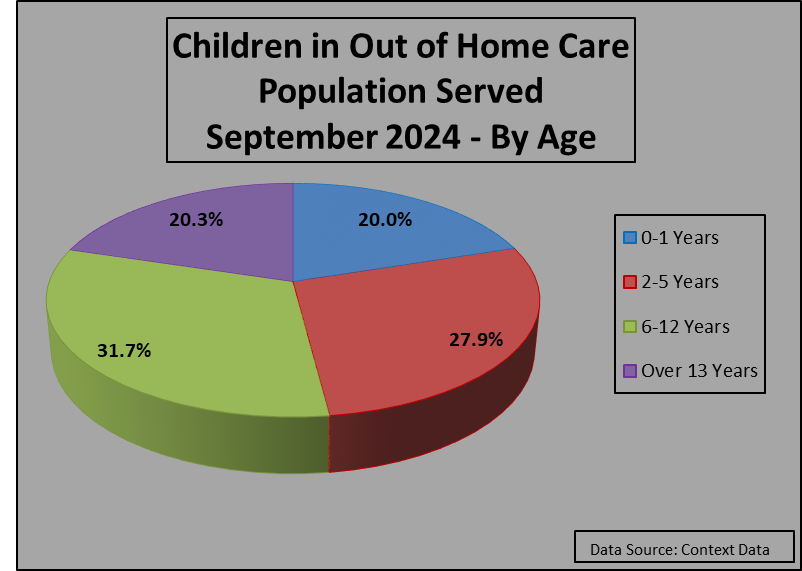 Children in Out of Home Care
Population Served
September 2024 - By Age
20.3%
20.0%
31.7%
27.9%
0-1 Years
2-5 Years
6-12 Years
Over 13 Years
Data Source: Context Data